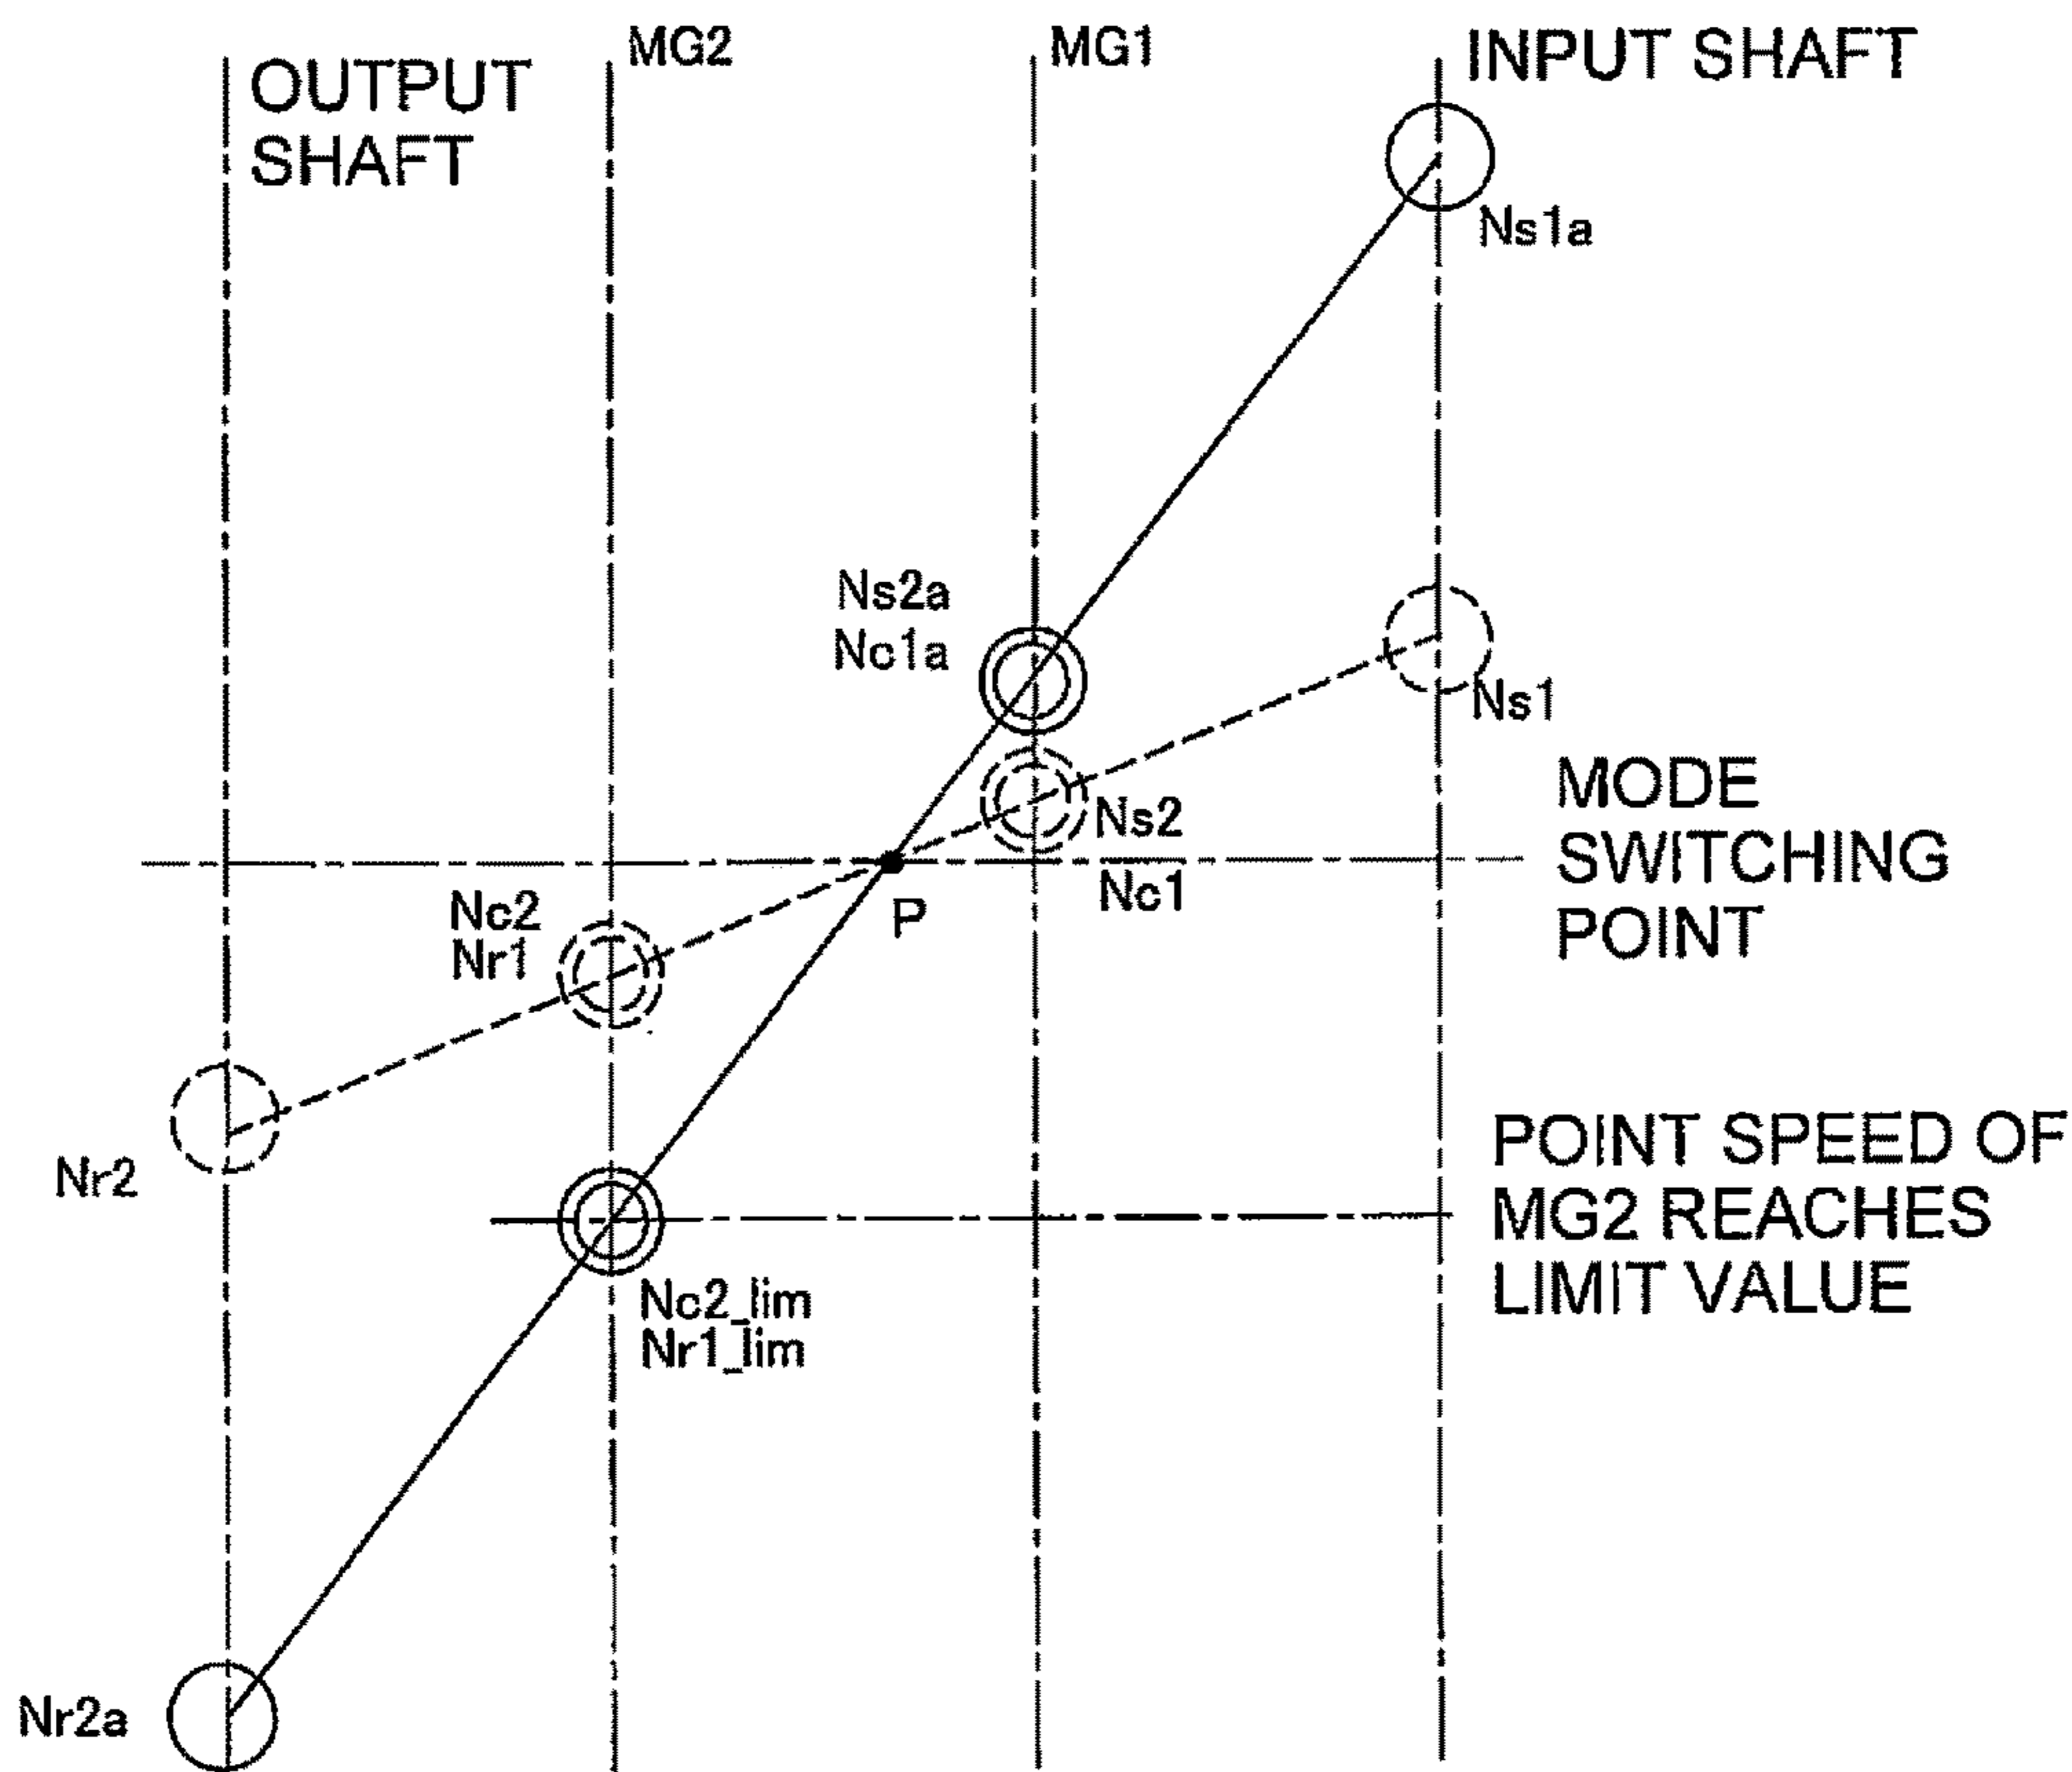 OUTPUT
SHAFT
MG2
MG1
INPUT SHAFT
Ns1a
Ns2a
Nc1a
Ns1
Ns2
Nc1
MODE
SWITCHING
POINT
P
Nc2
Nr1
Nr2
POINT SPEED OF
MG2 REACHES
LIMIT VALUE
Nc2_lim
Nr1_lim
Nr2a